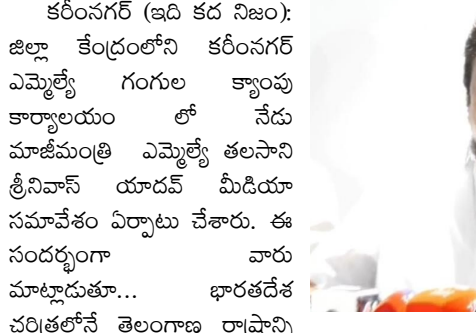 కరీంనగర్ (ఇది కద నిజం):
జిల్లా కేంద్రంలోని కరీంనగర్
ఎమ్మెల్యే గంగుల క్యాంపు
కార్యాలయం లో నేడు
మాజీమంత్రి ఎమ్మెల్యే తలసాని
శ్రీనివాస్ యాదవ్ మీడియా
సమావేశం ఏర్పాటు చేశారు. ఈ
సందర్భంగా వారు
మాట్లాడుతూ... భారతదేశ
చరిత్రలోనే తెలంగాణ రాష్ట్రాన్ని